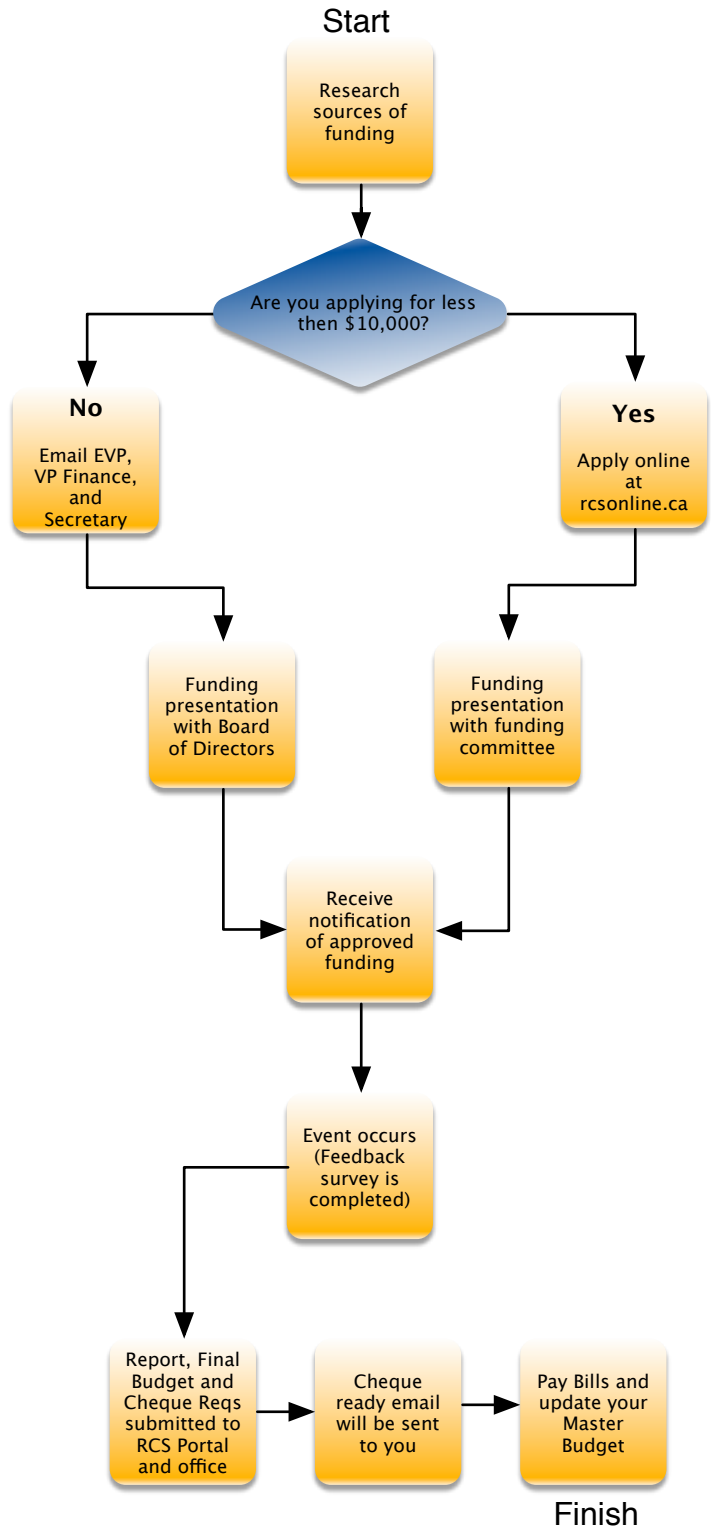 Start
Research
sources of
funding
Are you applying for less
then $10,000?
No
Email EVP,
VP Finance,
and
Secretary
Yes
Apply online
at
rcsonline.ca
Funding
presentation
with Board
of Directors
Funding
presentation
with funding
committee
Receive
notification
of approved
funding
Event occurs
(Feedback
survey is
completed)
Report, Final
Budget and
Cheque Reqs
submitted to
RCS Portal
and office
Cheque
ready email
will be sent
to you
Pay Bills and
update your
Master
Budget
Finish